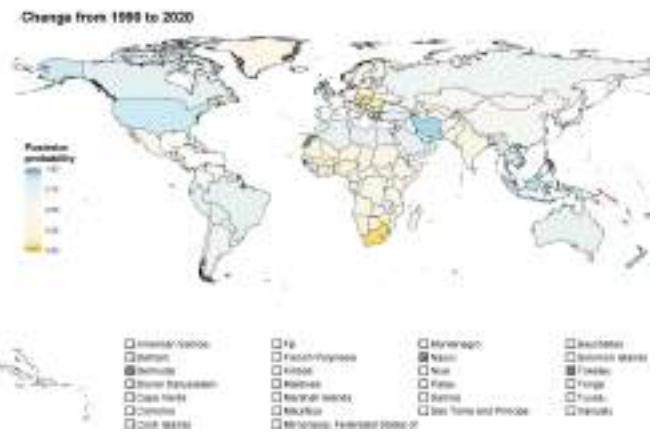 Change from 1990 to 2020
Posterior
probability
American Samoa
Bahrain
Bermuda
Brunei Darussalam
Cape Verde
Comoros
Cook Islands
Fiji
French Polynesia
Kiribati
Maldives
Marshall Islands
Mauritius
Micronesia, Federated States of
Montenegro
Nauru
Niue
Palau
Samoa
Sao Tome and Principe
Seychelles
Solomon Islands
Tokelau
Tonga
Tuvalu
Vanuatu